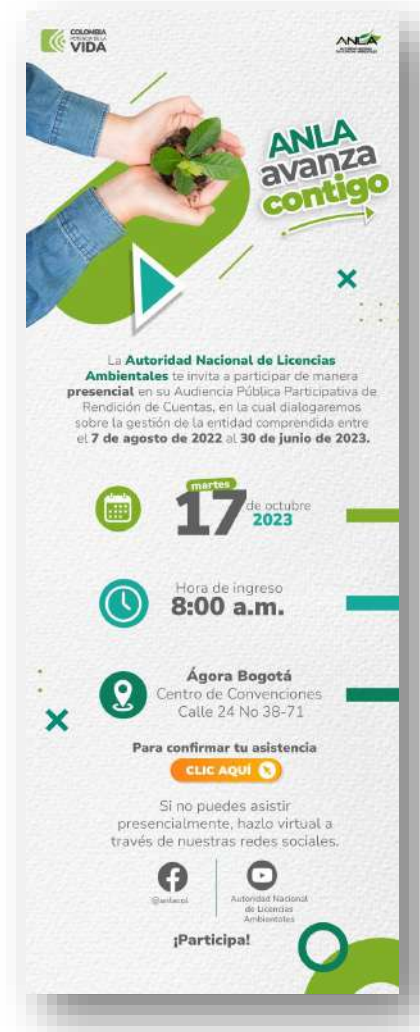 COLOMBIA
POTENCIA DE LA
VIDA
ANLA
ANLA
avanza
contigo
La Autoridad Nacional de Licencias
Ambientales te invita a participar de manera
presencial en su Audiencia Pública Participativa de
Rendición de Cuentas, en la cual dialogaremos
sobre la gestión de la entidad comprendida entre
el 7 de agosto de 2022 al 30 de junio de 2023.
martes
17 de octubre
2023
Hora de ingreso
8:00 a.m.
Ágora Bogotá
Centro de Convenciones
Calle 24 No 38-71
Para confirmar tu asistencia
CLIC AQUÍ
Si no puedes asistir
presencialmente, hazlo virtual a
través de nuestras redes sociales.
@anlacol
Autoridad Nacional
de Licencias
Ambientales
¡Participa!